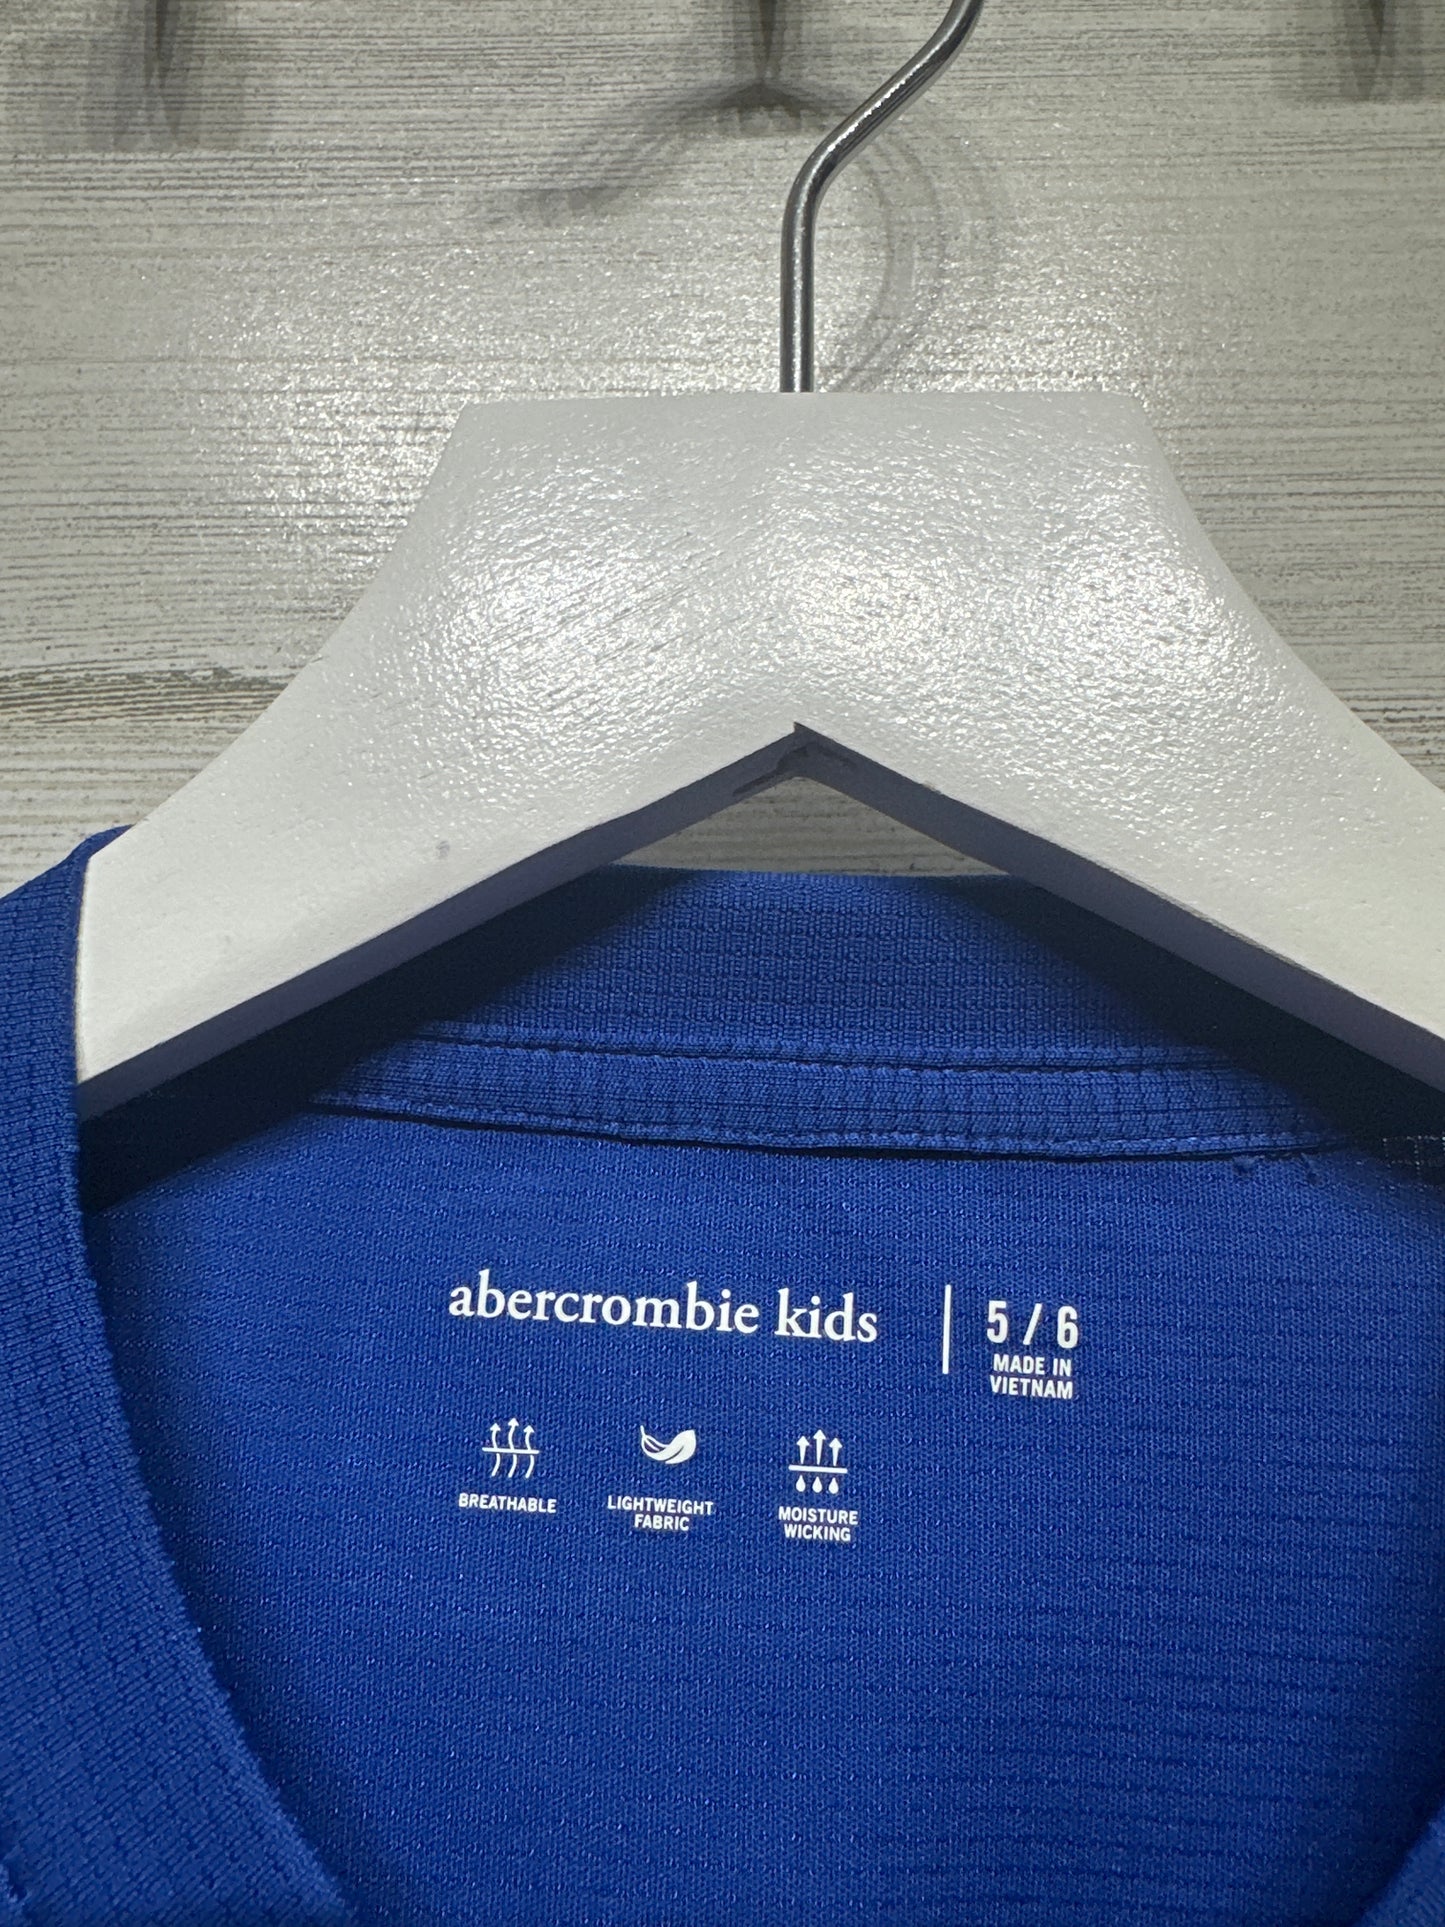 abercrombie kids
5 / 6
MADE IN
VIETNAM
BREATHABLE
LIGHTWEIGHT
FABRIC
MOISTURE
WICKING